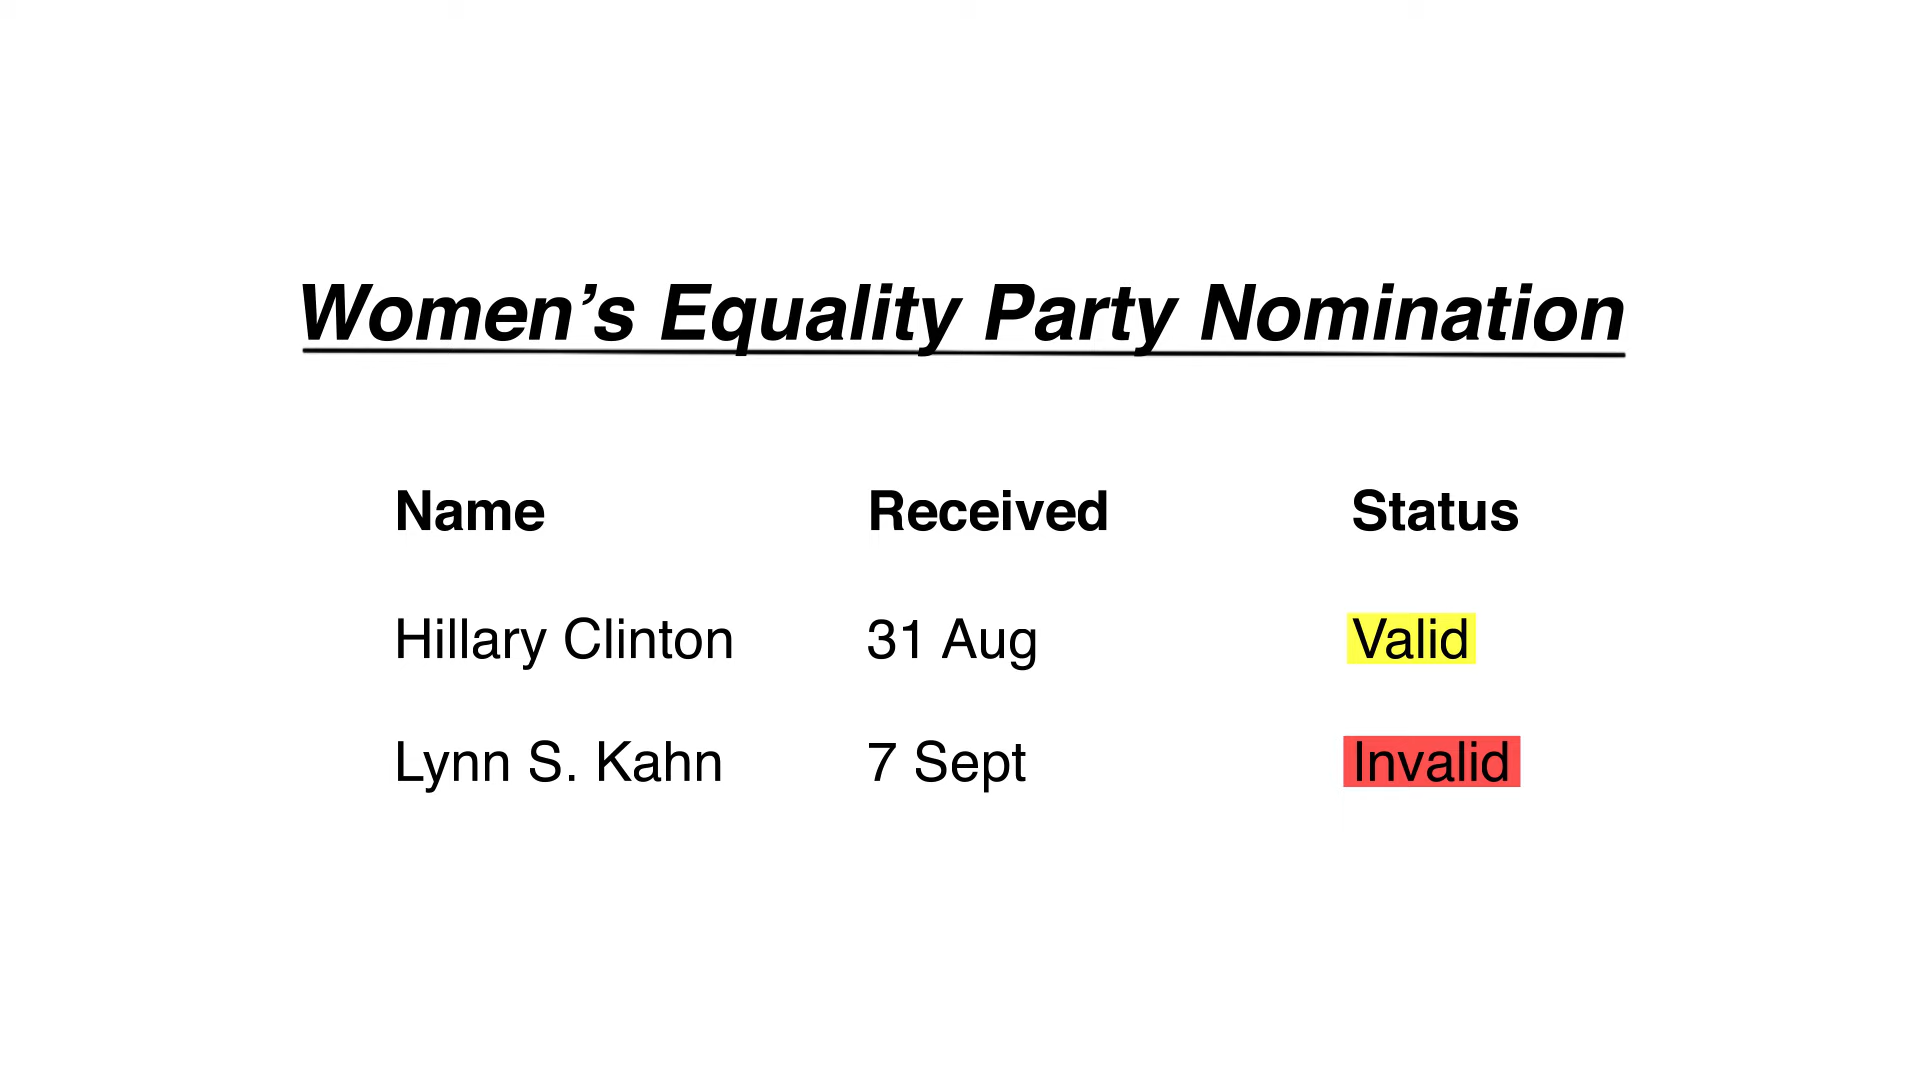 Women’s Equality Party Nomination
Name Received Status
Hillary Clinton 31 Aug Valid
Lynn S. Kahn 7 Sept Invalid